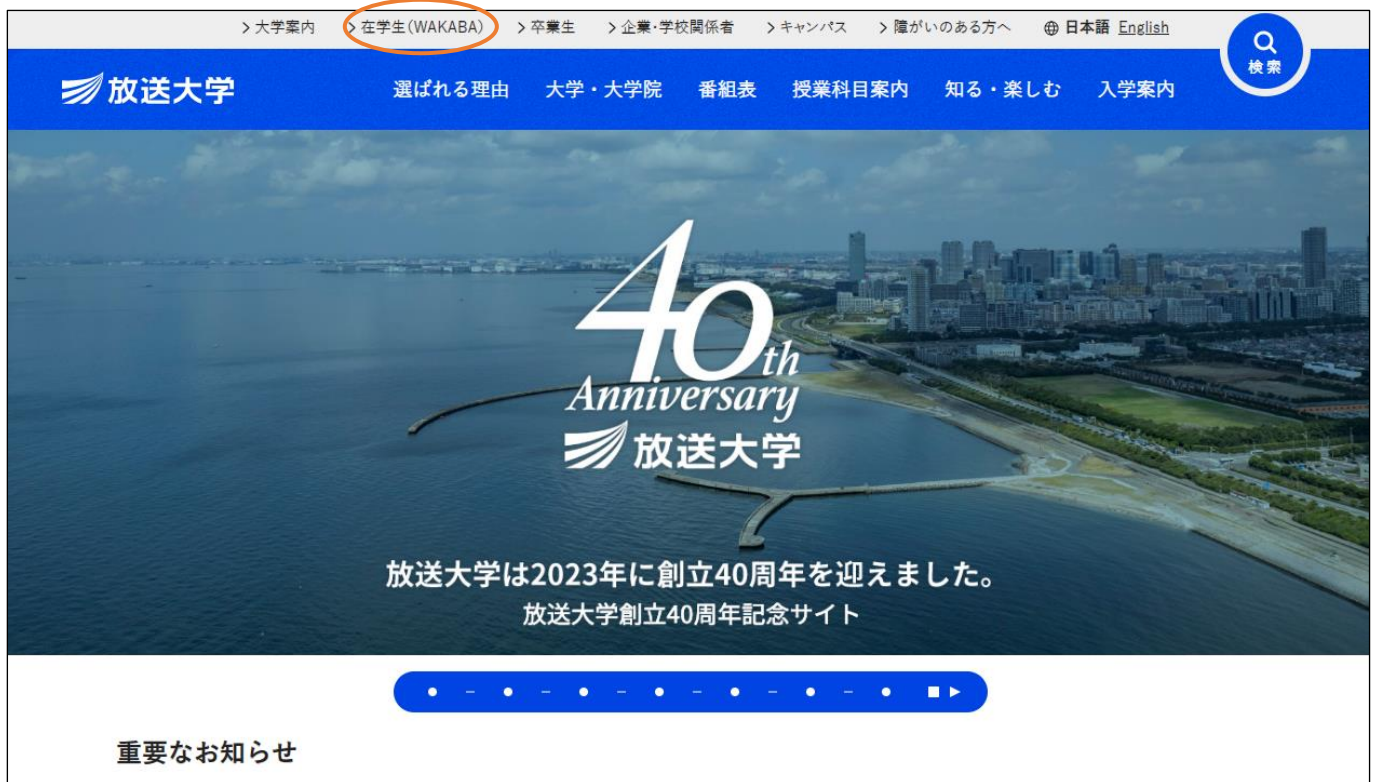 > 大学案内 > 在学生(WAKABA) > 卒業生 > 企業・学校関係者 > キャンパス > 障がいのある方へ 日本語 English
検索
放送大学 選ばれる理由 大学・大学院 番組表 授業科目案内 知る・楽しむ 入学案内
40th
Anniversary
放送大学
放送大学は2023年に創立40周年を迎えました。
放送大学創立40周年記念サイト
重要なお知らせ